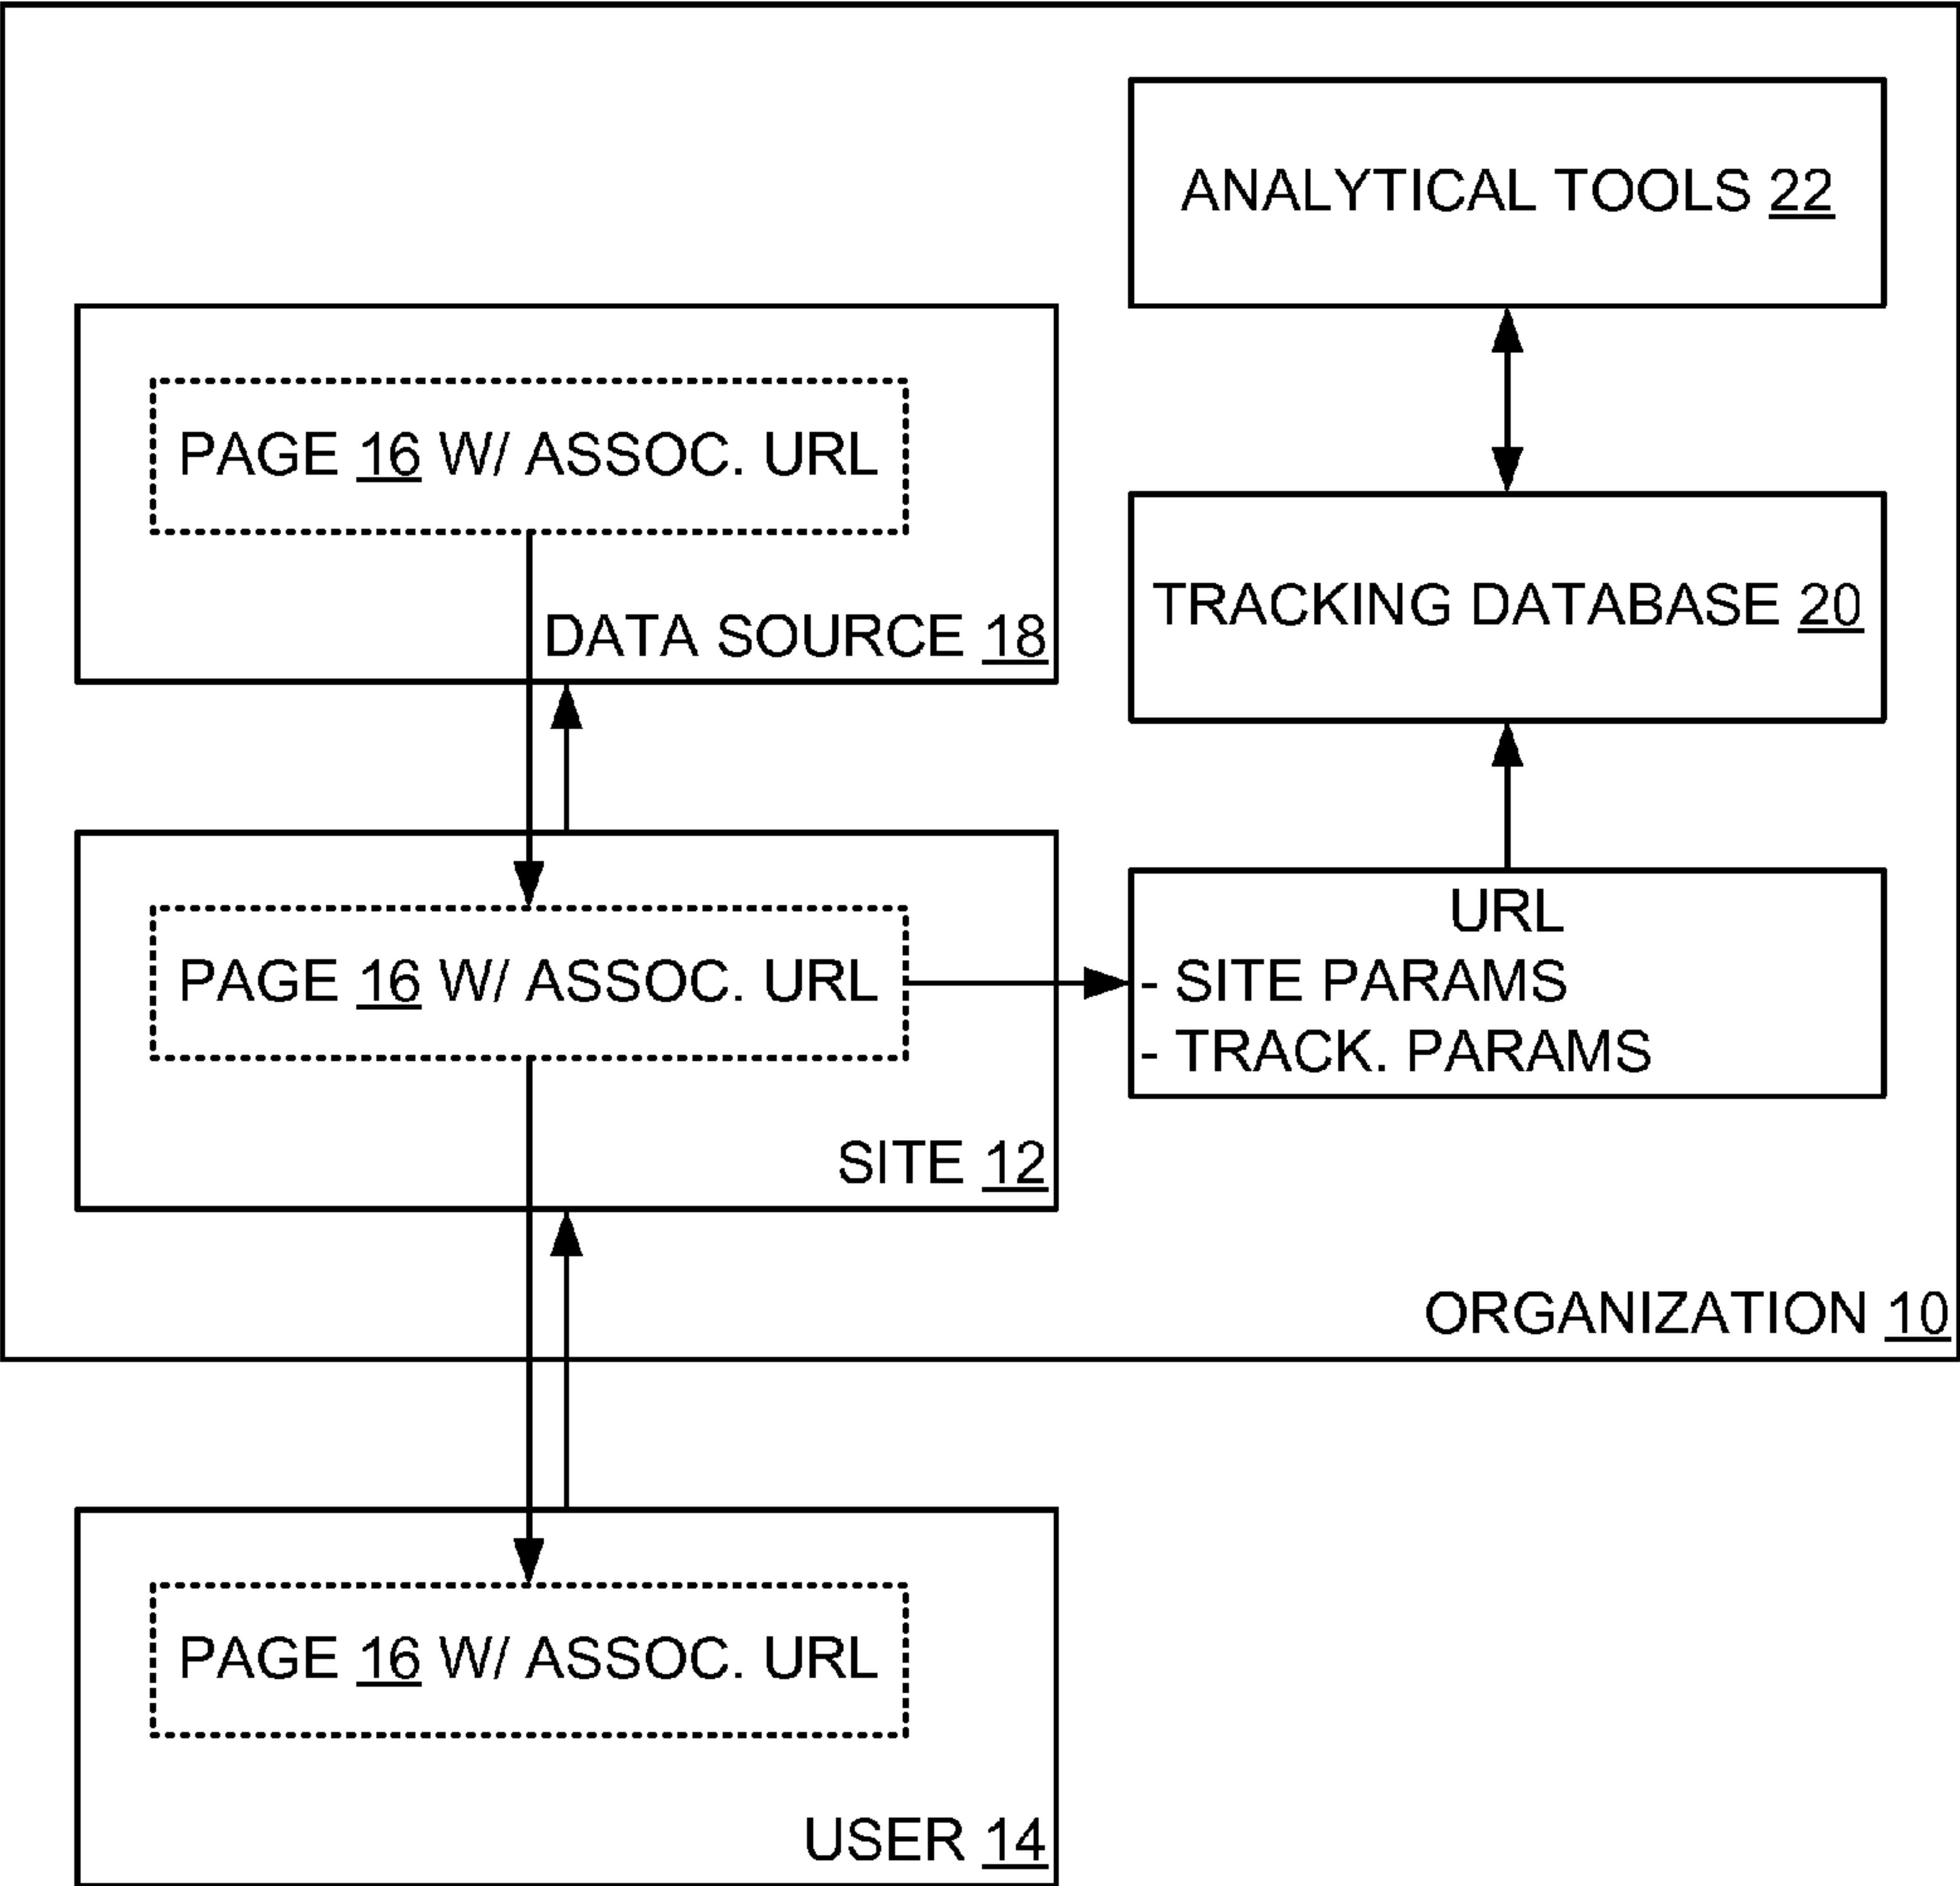 ANALYTICAL TOOLS 22
PAGE 16 W/ ASSOC. URL
DATA SOURCE 18
TRACKING DATABASE 20
PAGE 16 W/ ASSOC. URL
SITE 12
URL
- SITE PARAMS
- TRACK. PARAMS
ORGANIZATION 10
PAGE 16 W/ ASSOC. URL
USER 14